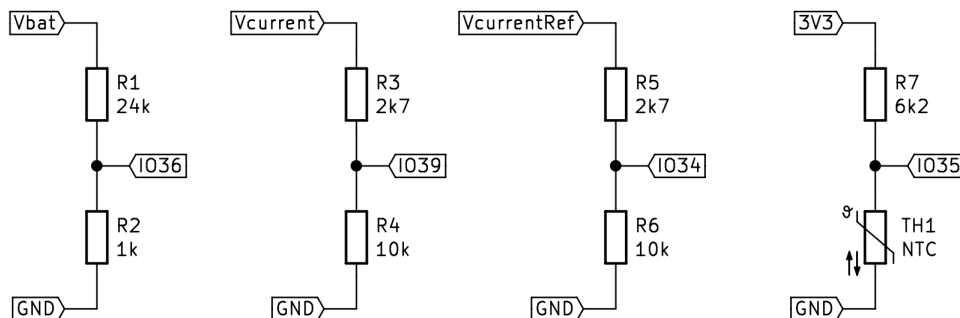 Vbat
R1
24k
IO36
R2
1k
GND
Vcurrent
R3
2k7
IO39
R4
10k
GND
VcurrentRef
R5
2k7
IO34
R6
10k
GND
3V3
R7
6k2
IO35
ϑ
TH1
NTC
GND